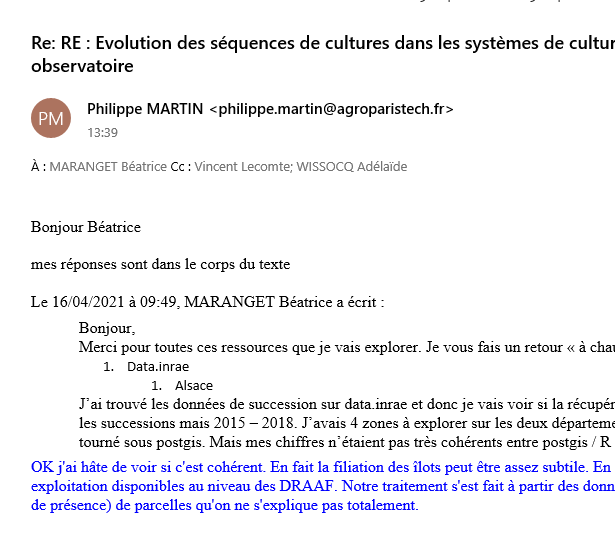 Re: RE : Evolution des séquences de cultures dans les systèmes de
observatoire
PM
Philippe MARTIN <philippe.martin@agroparistech.fr>
13:39
À : MARANGET Béatrice Cc : Vincent Lecomte; WISSOCQ Adélaïde
Bonjour Béatrice
mes réponses sont dans le corps du texte
Le 16/04/2021 à 09:49, MARANGET Béatrice a écrit :
Bonjour,
Merci pour toutes ces ressources que je vais explorer. Je vous fais un retour « à
1. Data.inrae
1. Alsace
J'ai trouvé les données de succession sur data.inrae et donc je vais voir si la
les successions mais 2015 – 2018. J'avais 4 zones à explorer sur les deux
tourné sous postgis. Mais mes chiffres n'étaient pas très cohérents entre postgis / R
OK j'ai hâte de voir si c'est cohérent. En fait la filiation des îlots peut être assez subtile. En
exploitation disponibles au niveau des DRAAF. Notre traitement s'est fait à partir des
de présence) de parcelles qu'on ne s'explique pas totalement.